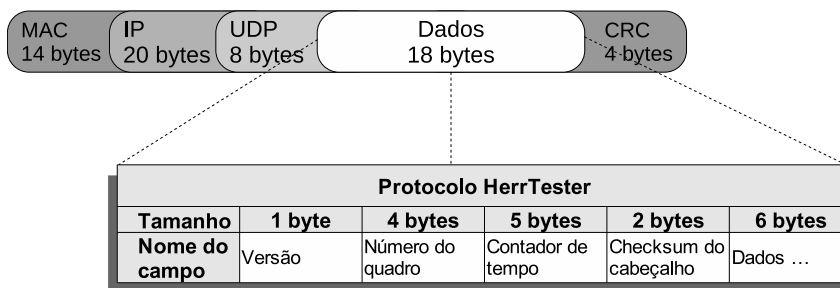 MAC
14 bytes
IP
20 bytes
UDP
8 bytes
Dados
18 bytes
CRC
4 bytes
Protocolo HerrTester
Tamanho 1 byte 4 bytes 5 bytes 2 bytes 6 bytes
Nome do campo Versão Número do quadro Contador de tempo Checksum do cabeçalho Dados ...